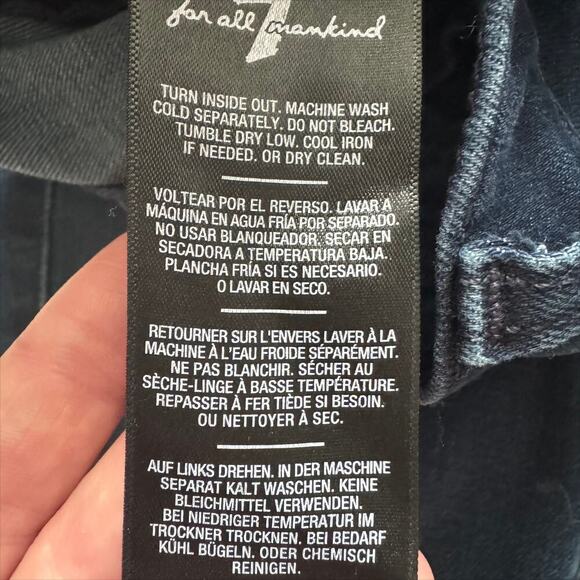 for all 7 mankind
TURN INSIDE OUT. MACHINE WASH
COLD SEPARATELY. DO NOT BLEACH.
TUMBLE DRY LOW. COOL IRON
IF NEEDED. OR DRY CLEAN.
VOLTEAR POR EL REVERSO. LAVAR A
MÁQUINA EN AGUA FRÍA POR SEPARADO.
NO USAR BLANQUEADOR. SECAR EN
SECADORA A TEMPERATURA BAJA.
PLANCHA FRÍA SI ES NECESARIO.
O LAVAR EN SECO.
RETOURNER SUR L'ENVERS LAVER À LA
MACHINE À L'EAU FROIDE SÉPARÉMENT.
NE PAS BLANCHIR. SÉCHER AU
SÈCHE-LINGE À BASSE TEMPÉRATURE.
REPASSER À FER TIÈDE SI BESOIN.
OU NETTOYER À SEC.
AUF LINKS DREHEN. IN DER MASCHINE
SEPARAT KALT WASCHEN. KEINE
BLEICHMITTEL VERWENDEN.
BEI NIEDRIGER TEMPERATUR IM
TROCKNER TROCKNEN. BEI BEDARF
KÜHL BÜGELN. ODER CHEMISCH
REINIGEN.